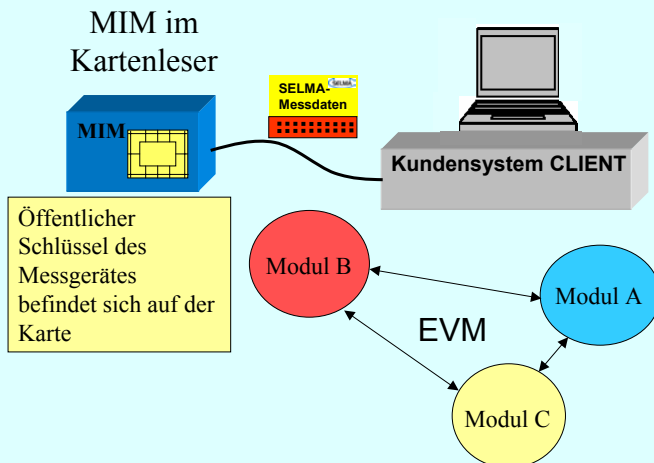 MIM im
Kartenleser
SELMA
SELMA-
Messdaten
MIM
Kundensystem CLIENT
Öffentlicher
Schlüssel des
Messgerätes
befindet sich auf der
Karte
Modul B
Modul A
EVM
Modul C